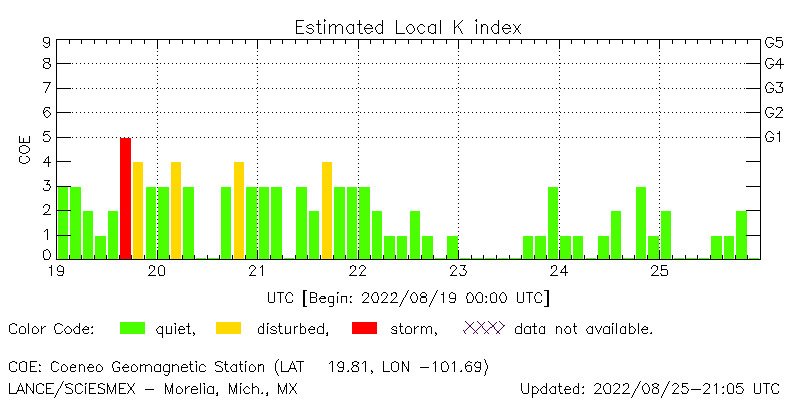 Estimated Local K index
9 G5
8 G4
7 G3
6 G2
5 G1
4
3
2
1
0
COE
19 20 21 22 23 24 25
UTC [Begin: 2022/08/19 00:00 UTC]
Color Code: quiet, disturbed, storm, data not available.
COE: Coeneo Geomagnetic Station (LAT 19.81, LON -101.69)
LANCE/SCiESMEX - Morelia, Mich., MX Updated: 2022/08/25-21:05 UTC